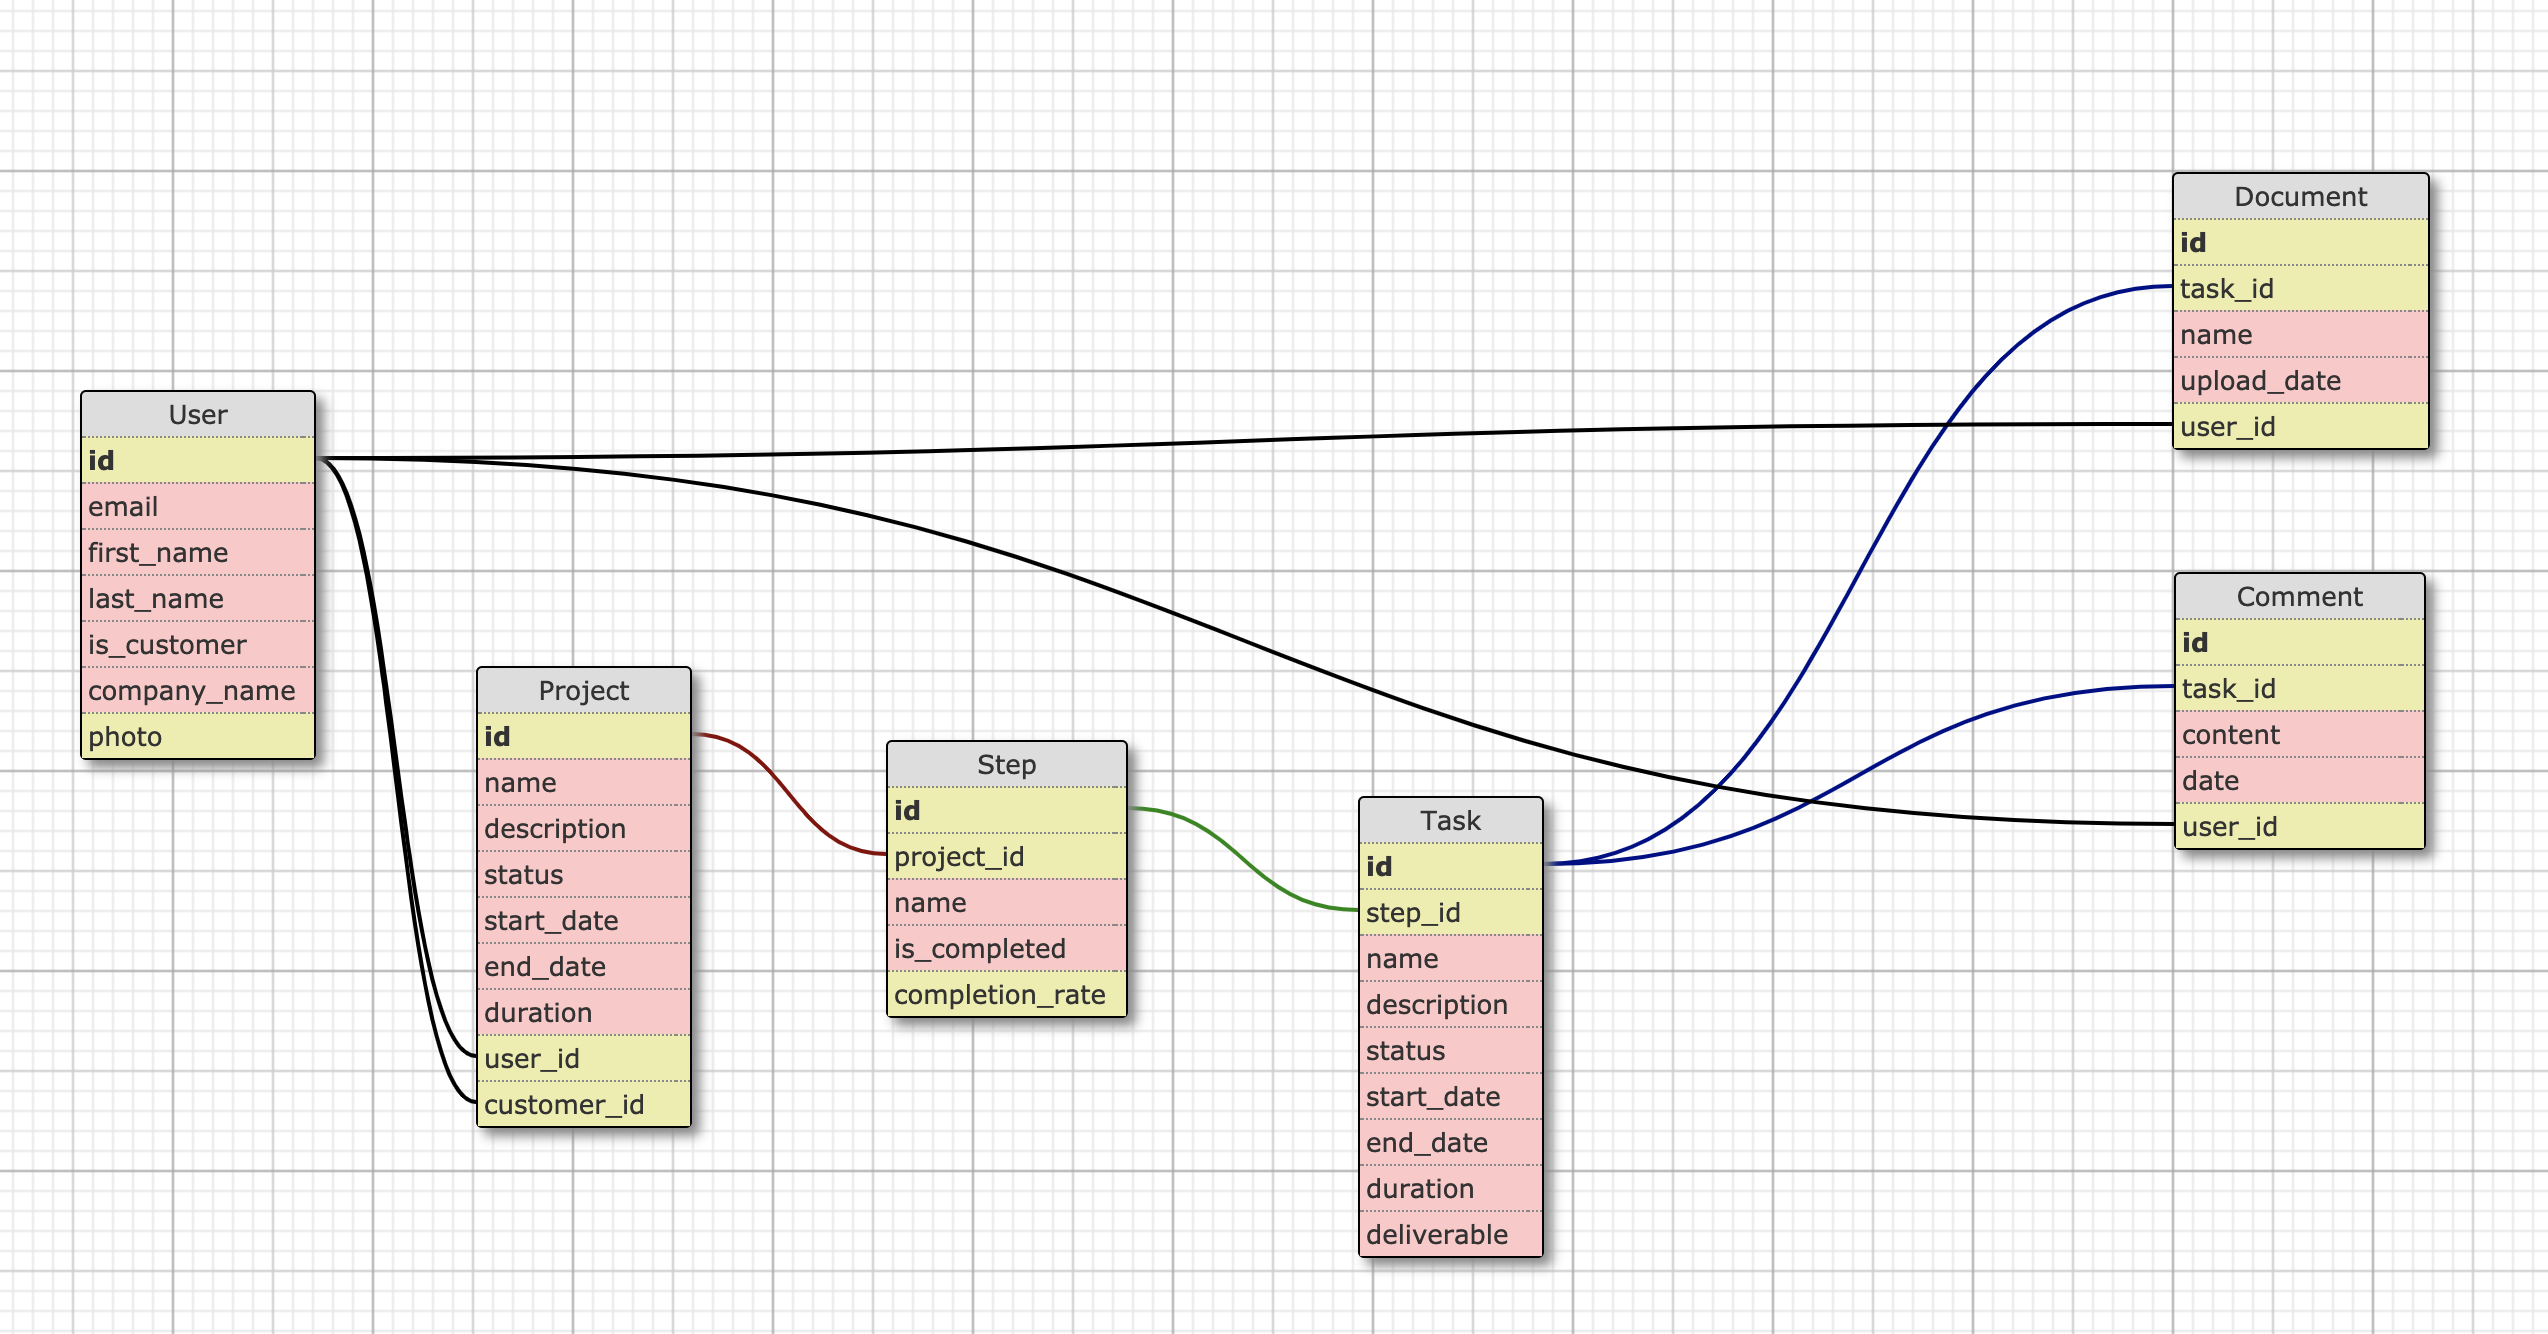 User
id
email
first_name
last_name
is_customer
company_name
photo
Project
id
name
description
status
start_date
end_date
duration
user_id
customer_id
Step
id
project_id
name
is_completed
completion_rate
Task
id
step_id
name
description
status
start_date
end_date
duration
deliverable
Document
id
task_id
name
upload_date
user_id
Comment
id
task_id
content
date
user_id